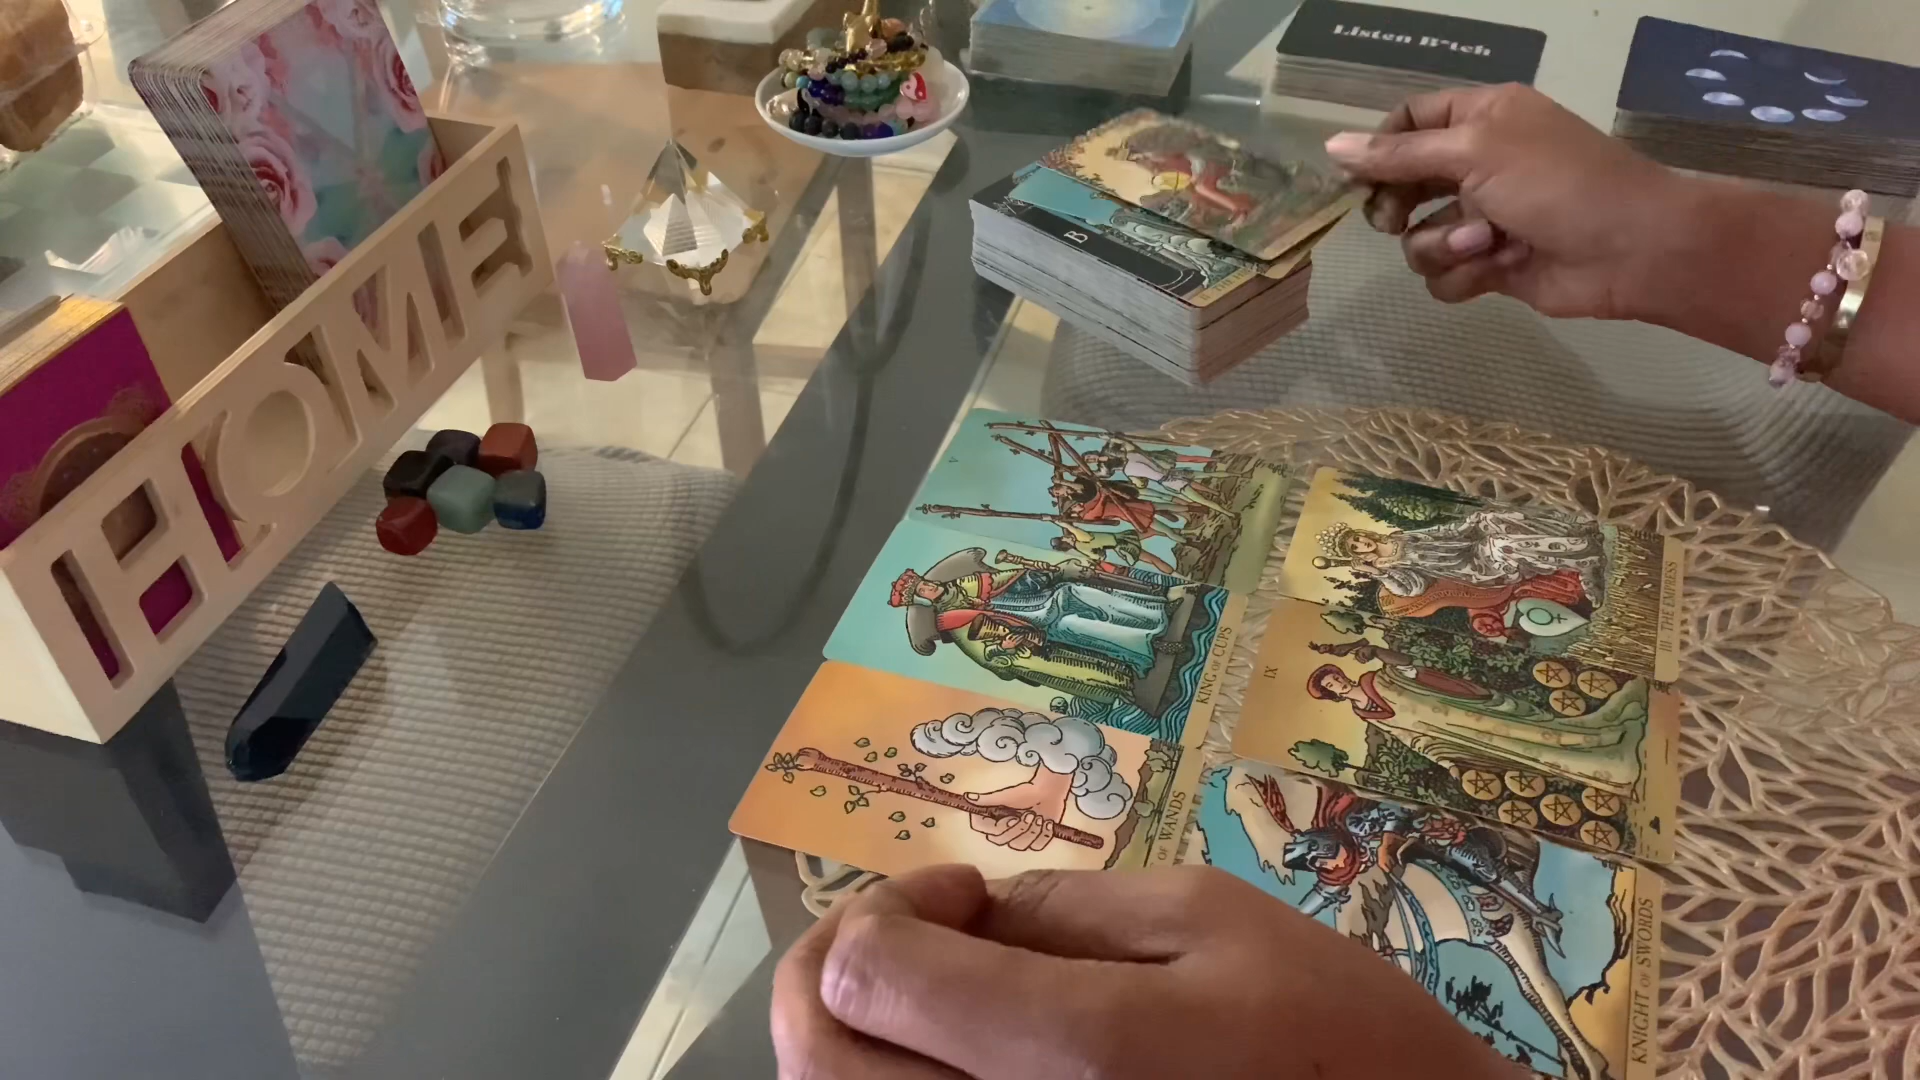 Listen B*tch
HOME
B
V
III THE EMPRESS
KING OF CUPS
IX
OF WANDS
KNIGHT OF SWORDS